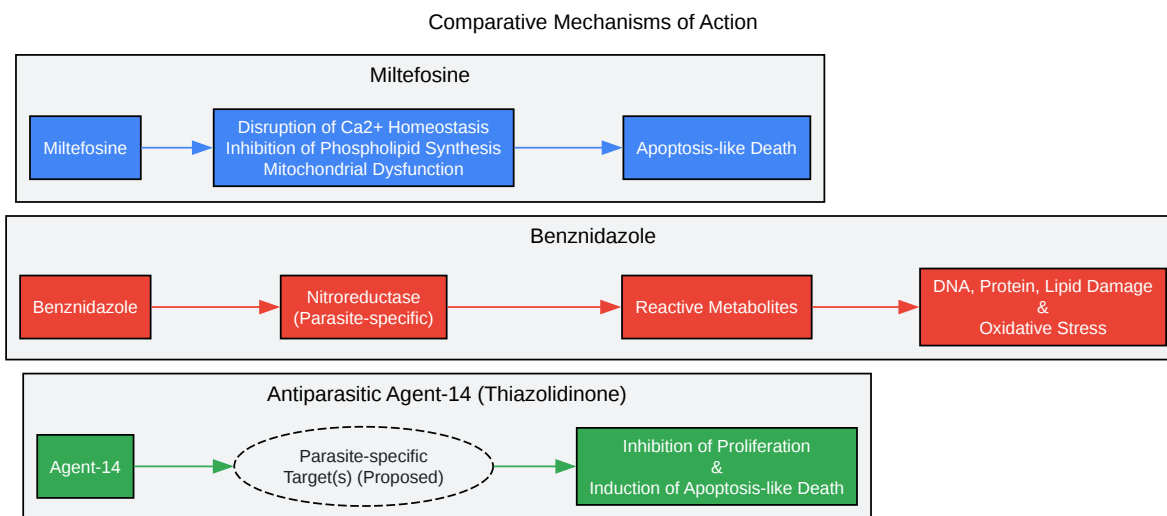 Comparative Mechanisms of Action
Miltefosine
Miltefosine
Disruption of Ca2+ Homeostasis
Inhibition of Phospholipid Synthesis
Mitochondrial Dysfunction
Apoptosis-like Death
Benznidazole
Benznidazole
Nitroreductase
(Parasite-specific)
Reactive Metabolites
DNA, Protein, Lipid Damage
&
Oxidative Stress
Antiparasitic Agent-14 (Thiazolidinone)
Agent-14
Parasite-specific
Target(s) (Proposed)
Inhibition of Proliferation
&
Induction of Apoptosis-like Death